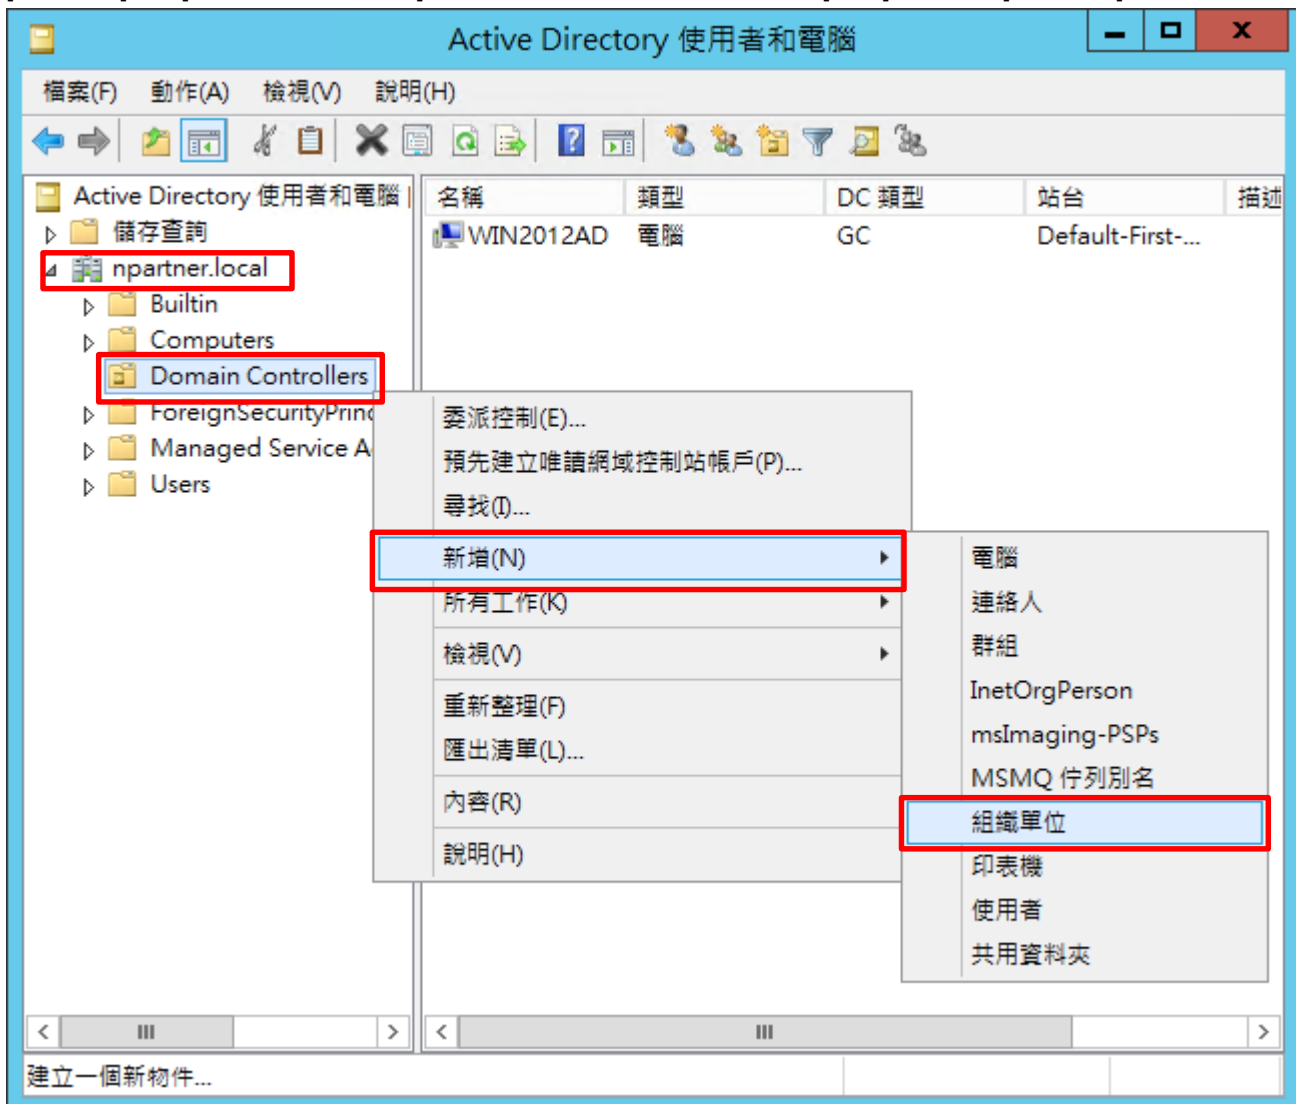 Active Directory 使用者和電腦
檔案(F) 動作(A) 檢視(V) 說明(H)
Active Directory 使用者和電腦
儲存查詢
npartner.local
Builtin
Computers
Domain Controllers
ForeignSecurityPrinc
Managed Service A
Users
名稱 類型 DC 類型 站台 描述
WIN2012AD 電腦 GC Default-First-...
委派控制(E)...
預先建立唯讀網域控制站帳戶(P)...
尋找(I)...
新增(N)
所有工作(K)
檢視(V)
重新整理(F)
匯出清單(L)...
內容(R)
說明(H)
電腦
連絡人
群組
InetOrgPerson
msImaging-PSPs
MSMQ 佇列別名
組織單位
印表機
使用者
共用資料夾
建立一個新物件...